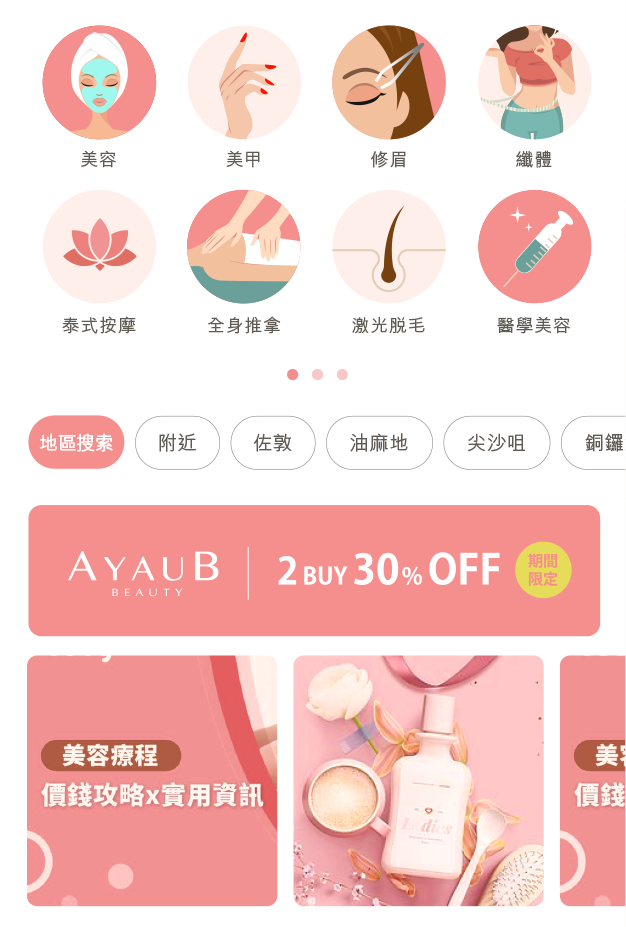 美容 美甲 修眉 纖體
泰式按摩 全身推拿 激光脱毛 醫學美容
地區搜索 附近 佐敦 油麻地 尖沙咀 銅鑼
AYAUB
BEAUTY
2 BUY 30% OFF
期間
限定
美容療程
價錢攻略x實用資訊
Ladies
美
價錢